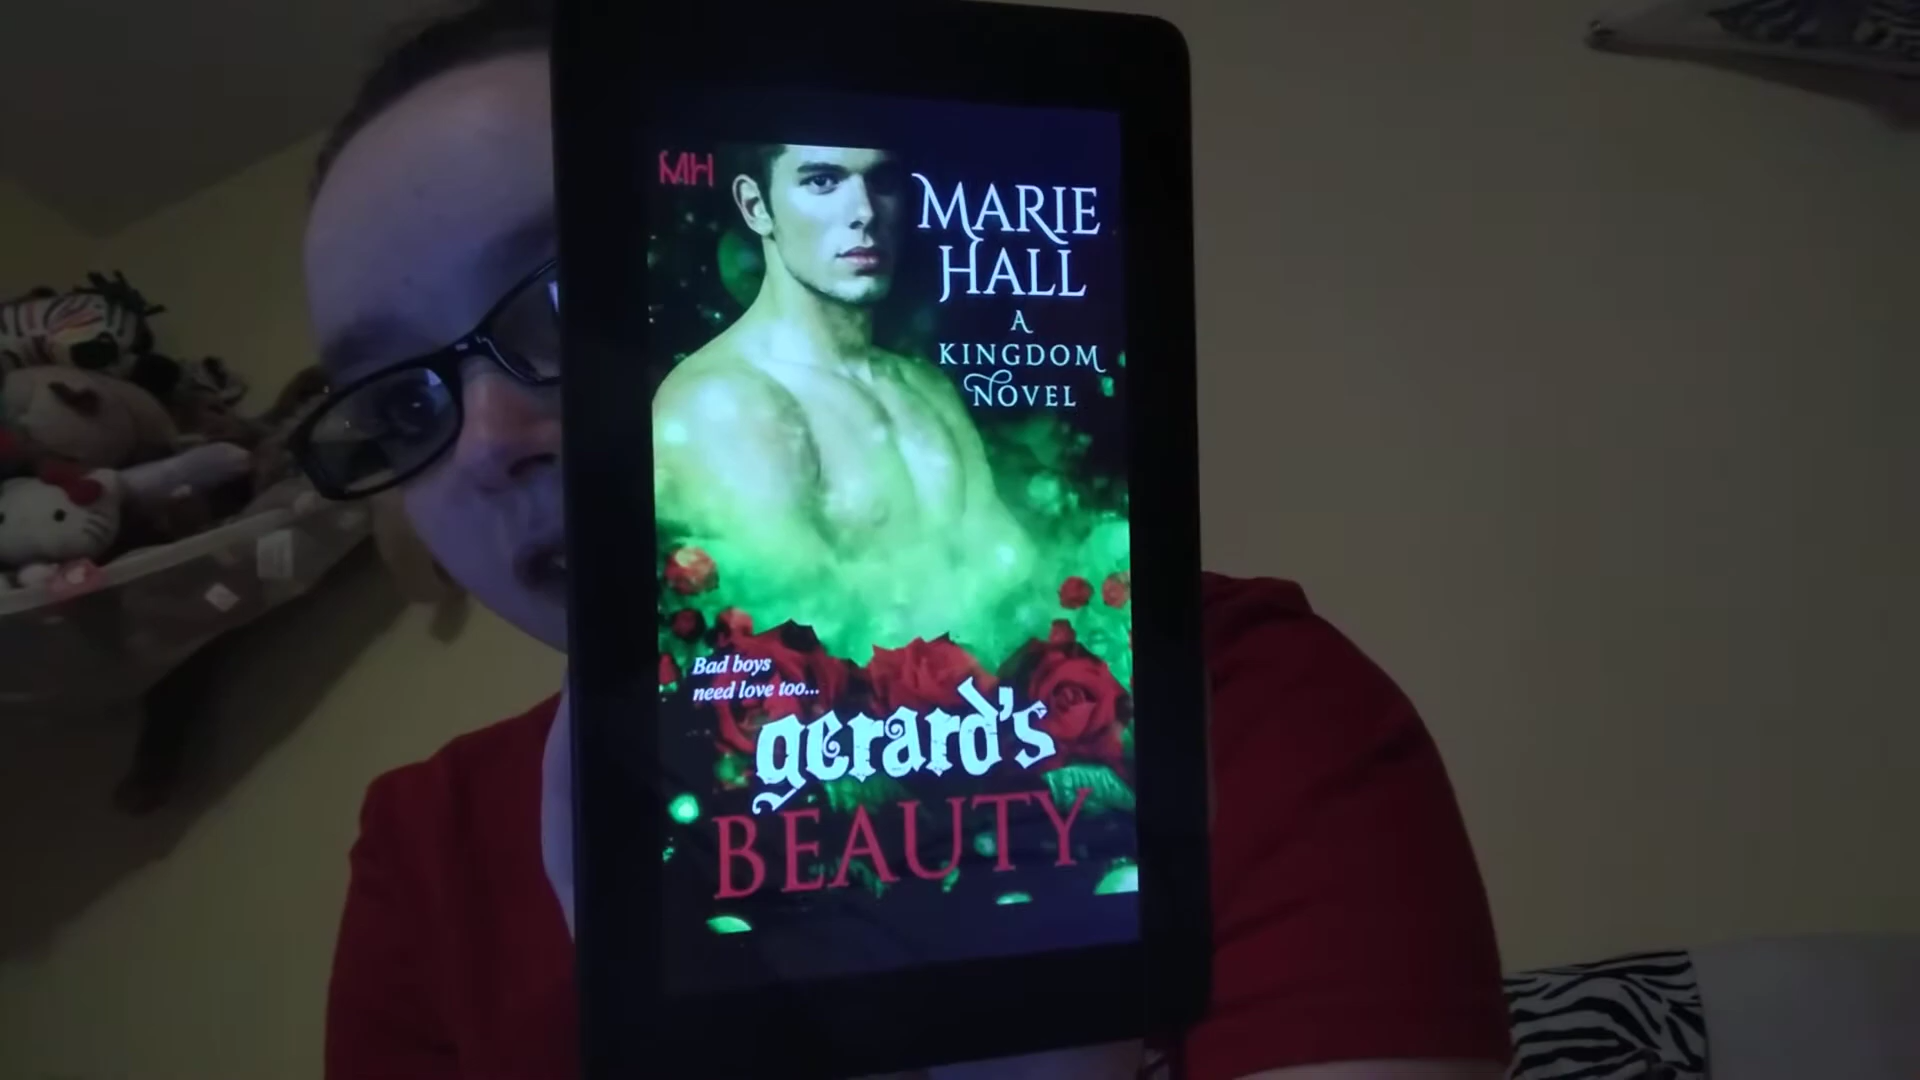 MH
MARIE
HALL
A
KINGDOM
NOVEL
Bad boys
need love too...
gerard's
BEAUTY